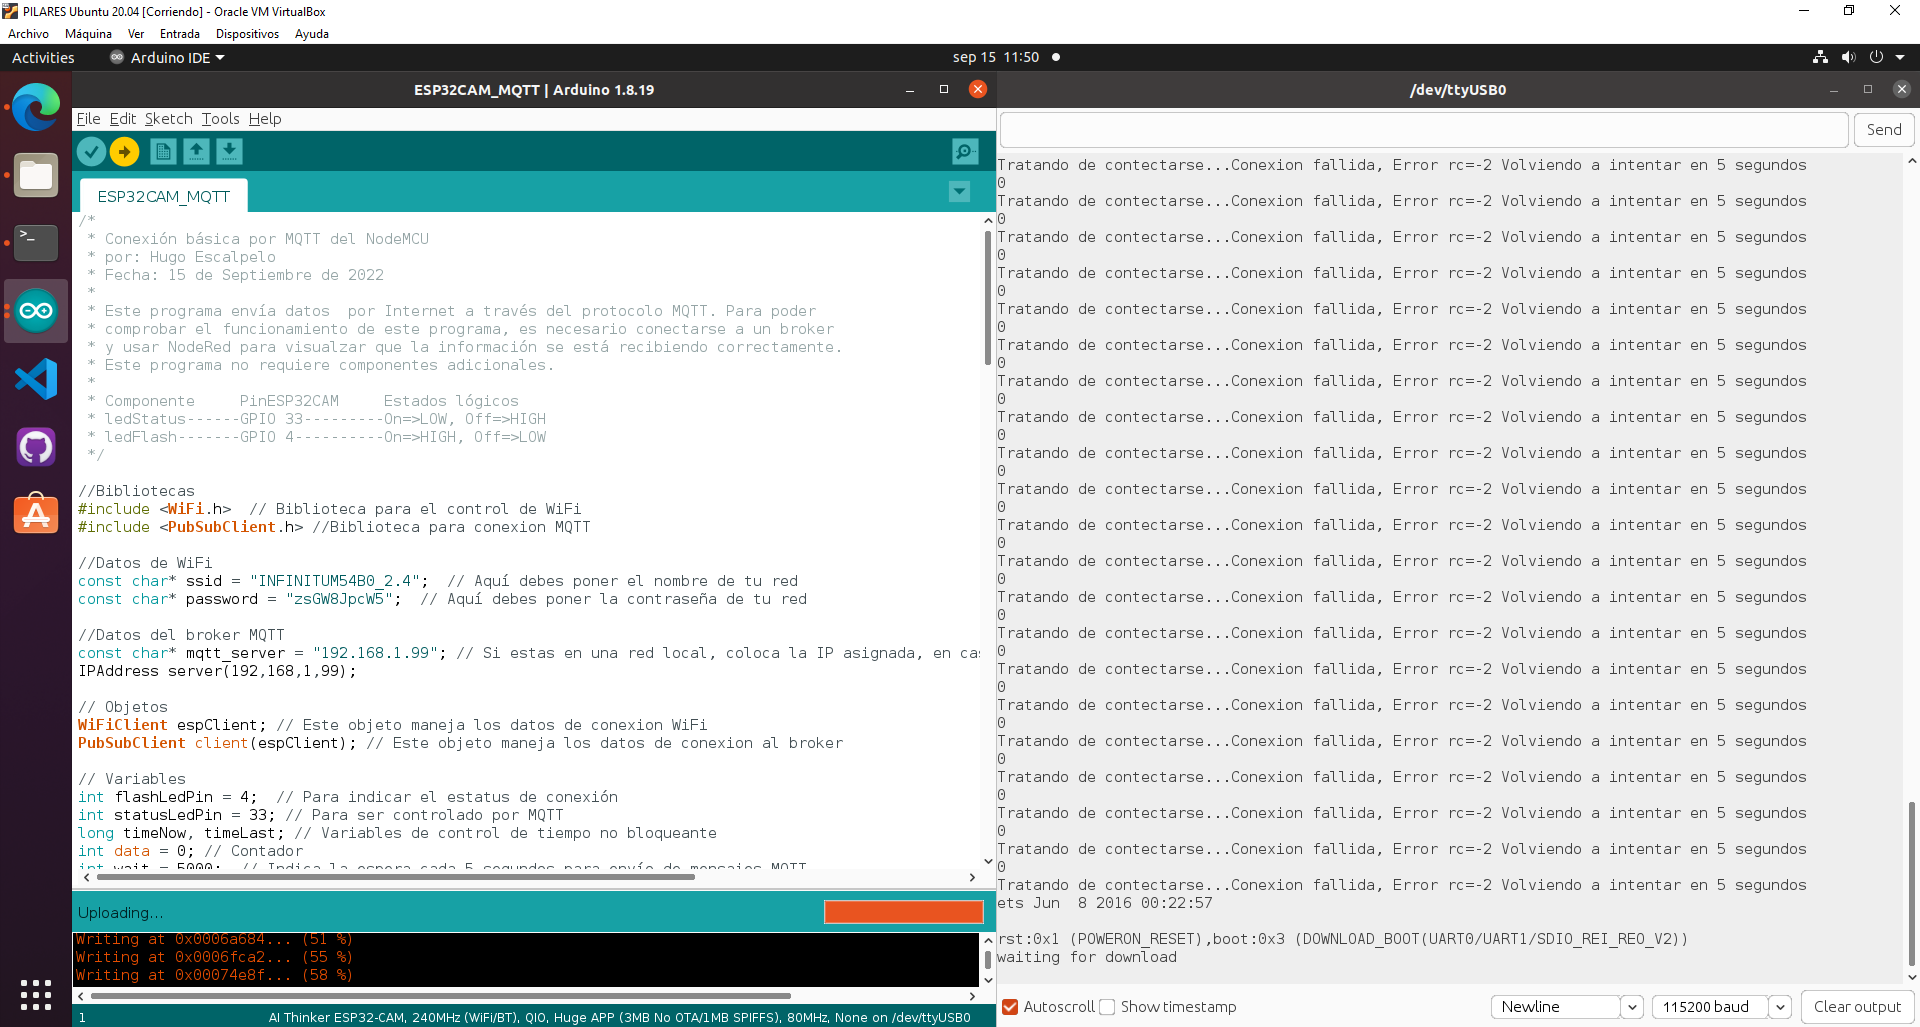 PILARES Ubuntu 20.04 [Corriendo] - Oracle VM VirtualBox
Archivo Máquina Ver Entrada Dispositivos Ayuda
Activities Arduino IDE sep 15 11:50
ESP32CAM_MQTT | Arduino 1.8.19
File Edit Sketch Tools Help
ESP32CAM_MQTT
/*
* Conexión básica por MQTT del NodeMCU
* por: Hugo Escalpelo
* Fecha: 15 de Septiembre de 2022
*
* Este programa envía datos  por Internet a través del protocolo MQTT. Para poder
* comprobar el funcionamiento de este programa, es necesario conectarse a un broker
* y usar NodeRed para visualzar que la información se está recibiendo correctamente.
* Este programa no requiere componentes adicionales.
*
* Componente     PinESP32CAM     Estados lógicos
* ledStatus------GPIO 33---------On=>LOW, Off=>HIGH
* ledFlash-------GPIO 4----------On=>HIGH, Off=>LOW
*/
//Bibliotecas
#include <WiFi.h>  // Biblioteca para el control de WiFi
#include <PubSubClient.h> //Biblioteca para conexion MQTT
//Datos de WiFi
const char* ssid = "INFINITUM54B0_2.4";  // Aquí debes poner el nombre de tu red
const char* password = "zsGW8JpcW5";  // Aquí debes poner la contraseña de tu red
//Datos del broker MQTT
const char* mqtt_server = "192.168.1.99"; // Si estas en una red local, coloca la IP asignada, en cas
IPAddress server(192,168,1,99);
// Objetos
WiFiClient espClient; // Este objeto maneja los datos de conexion WiFi
PubSubClient client(espClient); // Este objeto maneja los datos de conexion al broker
// Variables
int flashLedPin = 4;  // Para indicar el estatus de conexión
int statusLedPin = 33; // Para ser controlado por MQTT
long timeNow, timeLast; // Variables de control de tiempo no bloqueante
int data = 0; // Contador
int wait = 5000;  // Indica la espera cada 5 segundos para envío de mensajes MQTT
Uploading...
Writing at 0x0006a684... (51 %)
Writing at 0x0006fca2... (55 %)
Writing at 0x00074e8f... (58 %)
1 AI Thinker ESP32-CAM, 240MHz (WiFi/BT), QIO, Huge APP (3MB No OTA/1MB SPIFFS), 80MHz, None on /dev/ttyUSB0
/dev/ttyUSB0
Send
Tratando de contectarse...Conexion fallida, Error rc=-2 Volviendo a intentar en 5 segundos
0
Tratando de contectarse...Conexion fallida, Error rc=-2 Volviendo a intentar en 5 segundos
0
Tratando de contectarse...Conexion fallida, Error rc=-2 Volviendo a intentar en 5 segundos
0
Tratando de contectarse...Conexion fallida, Error rc=-2 Volviendo a intentar en 5 segundos
0
Tratando de contectarse...Conexion fallida, Error rc=-2 Volviendo a intentar en 5 segundos
0
Tratando de contectarse...Conexion fallida, Error rc=-2 Volviendo a intentar en 5 segundos
0
Tratando de contectarse...Conexion fallida, Error rc=-2 Volviendo a intentar en 5 segundos
0
Tratando de contectarse...Conexion fallida, Error rc=-2 Volviendo a intentar en 5 segundos
0
Tratando de contectarse...Conexion fallida, Error rc=-2 Volviendo a intentar en 5 segundos
0
Tratando de contectarse...Conexion fallida, Error rc=-2 Volviendo a intentar en 5 segundos
0
Tratando de contectarse...Conexion fallida, Error rc=-2 Volviendo a intentar en 5 segundos
0
Tratando de contectarse...Conexion fallida, Error rc=-2 Volviendo a intentar en 5 segundos
0
Tratando de contectarse...Conexion fallida, Error rc=-2 Volviendo a intentar en 5 segundos
0
Tratando de contectarse...Conexion fallida, Error rc=-2 Volviendo a intentar en 5 segundos
0
Tratando de contectarse...Conexion fallida, Error rc=-2 Volviendo a intentar en 5 segundos
0
Tratando de contectarse...Conexion fallida, Error rc=-2 Volviendo a intentar en 5 segundos
0
Tratando de contectarse...Conexion fallida, Error rc=-2 Volviendo a intentar en 5 segundos
0
Tratando de contectarse...Conexion fallida, Error rc=-2 Volviendo a intentar en 5 segundos
0
Tratando de contectarse...Conexion fallida, Error rc=-2 Volviendo a intentar en 5 segundos
0
Tratando de contectarse...Conexion fallida, Error rc=-2 Volviendo a intentar en 5 segundos
0
Tratando de contectarse...Conexion fallida, Error rc=-2 Volviendo a intentar en 5 segundos
ets Jun  8 2016 00:22:57
rst:0x1 (POWERON_RESET),boot:0x3 (DOWNLOAD_BOOT(UART0/UART1/SDIO_REI_REO_V2))
waiting for download
Autoscroll Show timestamp Newline 115200 baud Clear output